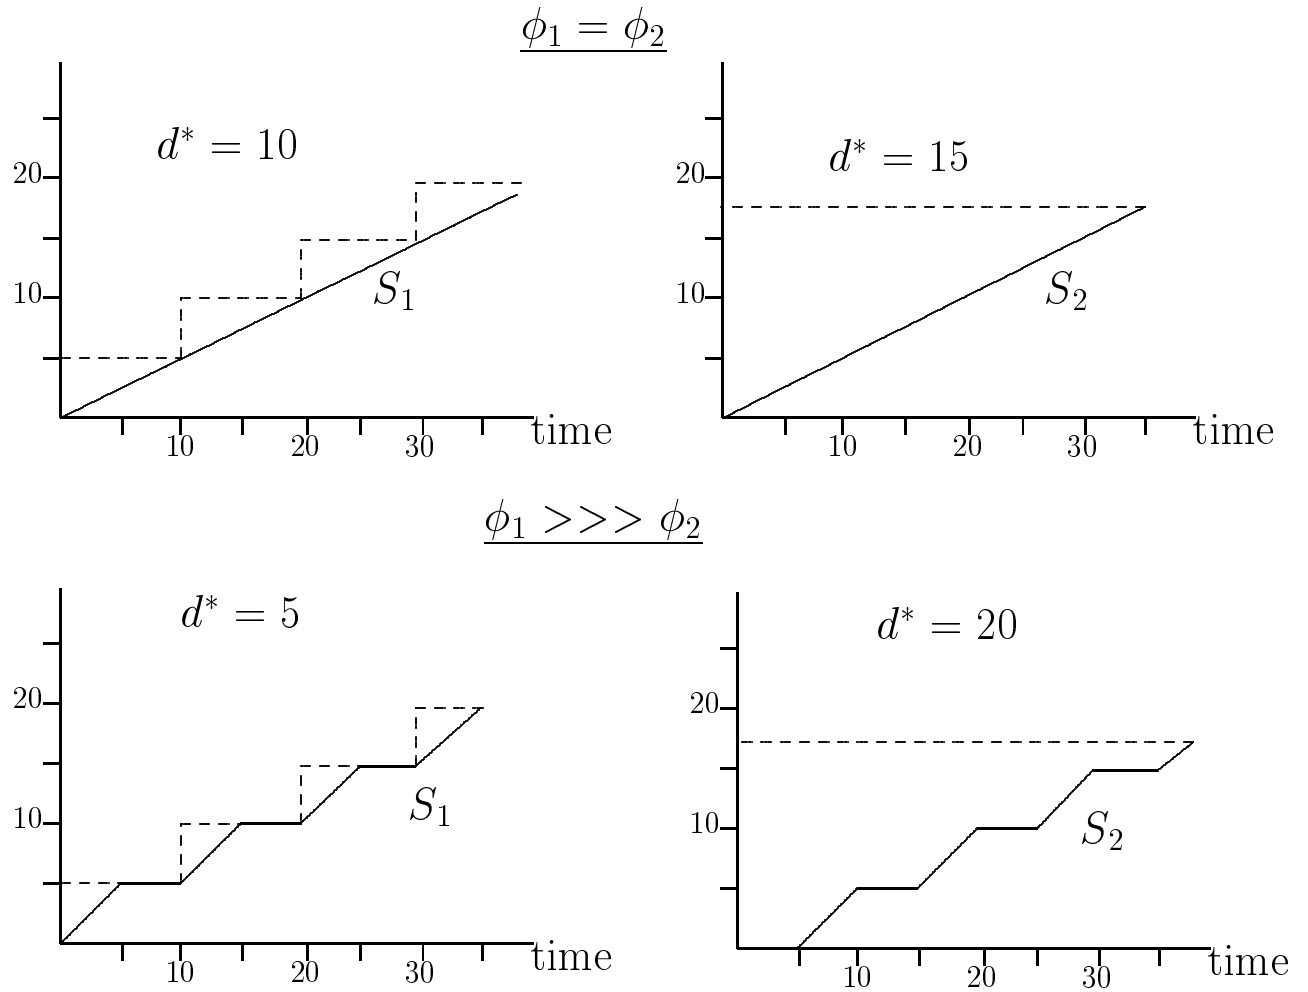 ϕ₁ = ϕ₂
d* = 10
20
10
S₁
10 20 30 time
d* = 15
20
10
S₂
10 20 30 time
ϕ₁ >>> ϕ₂
d* = 5
20
10
S₁
10 20 30 time
d* = 20
20
10
S₂
10 20 30 time